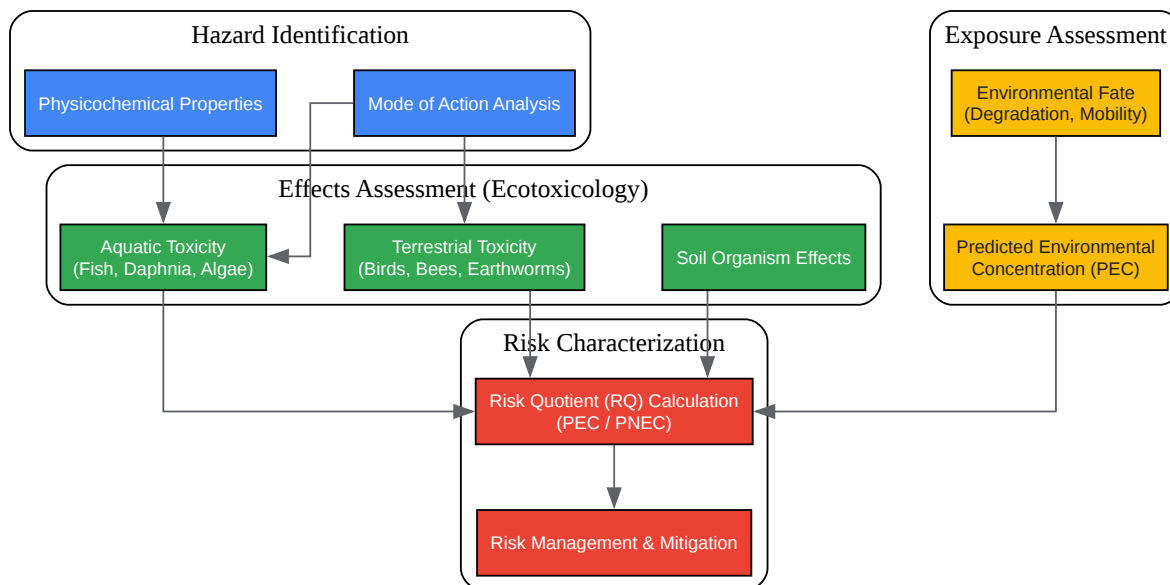 Hazard Identification
Physicochemical Properties
Mode of Action Analysis
Exposure Assessment
Environmental Fate
(Degradation, Mobility)
Effects Assessment (Ecotoxicology)
Aquatic Toxicity
(Fish, Daphnia, Algae)
Terrestrial Toxicity
(Birds, Bees, Earthworms)
Soil Organism Effects
Predicted Environmental
Concentration (PEC)
Risk Characterization
Risk Quotient (RQ) Calculation
(PEC / PNEC)
Risk Management & Mitigation